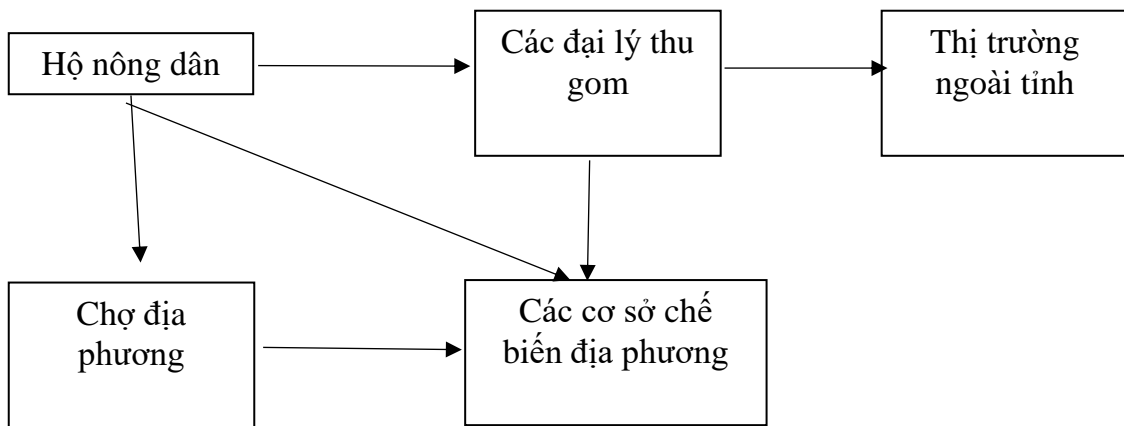 Hộ nông dân
Các đại lý thu
gom
Thị trường
ngoài tỉnh
Chợ địa
phương
Các cơ sở chế
biến địa phương